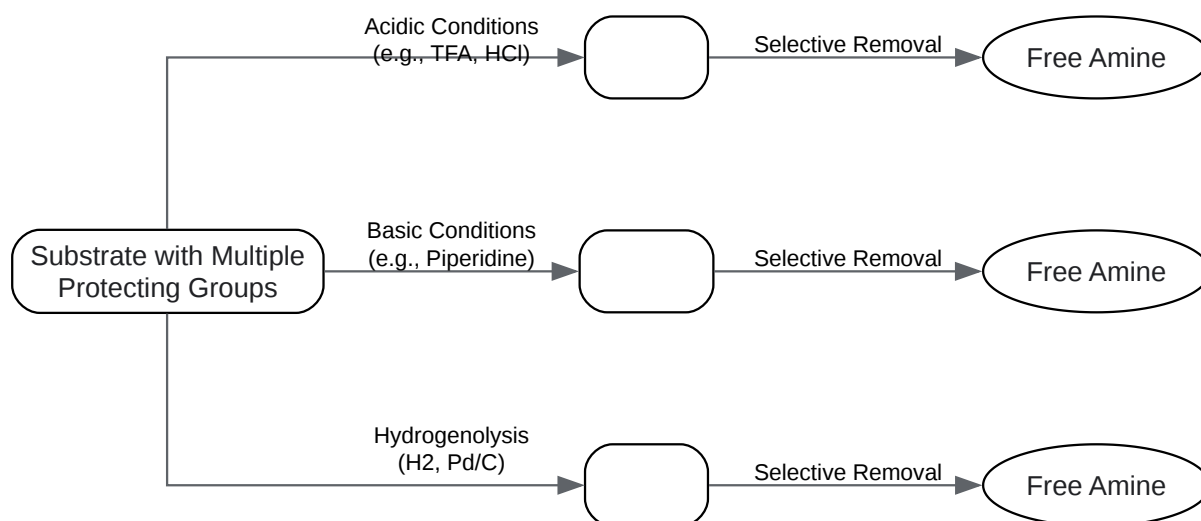 Acidic Conditions
(e.g., TFA, HCl)
Selective Removal
Free Amine
Substrate with Multiple
Protecting Groups
Basic Conditions
(e.g., Piperidine)
Selective Removal
Free Amine
Hydrogenolysis
(H2, Pd/C)
Selective Removal
Free Amine